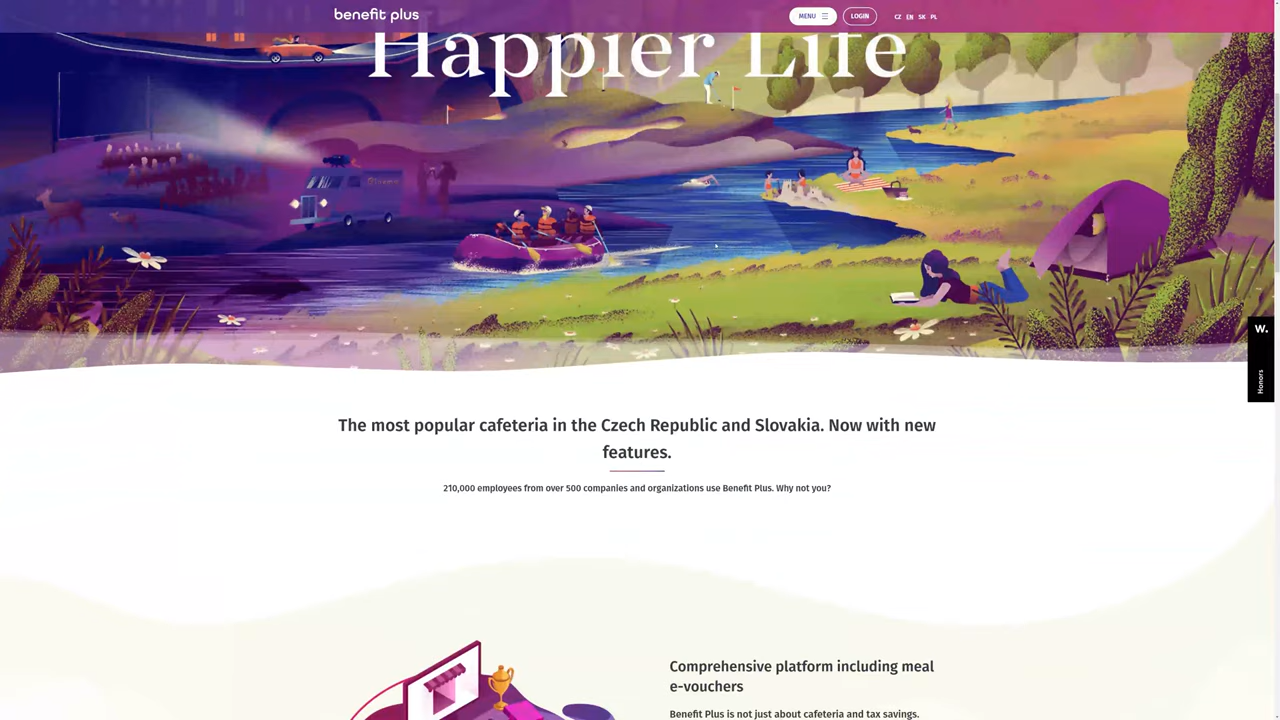 benefit plus
MENU
LOGIN
CZ EN SK PL
Happier Life
W.
Honors
The most popular cafeteria in the Czech Republic and Slovakia. Now with new
features.
210,000 employees from over 500 companies and organizations use Benefit Plus. Why not you?
Comprehensive platform including meal
e-vouchers
Benefit Plus is not just about cafeteria and tax savings.